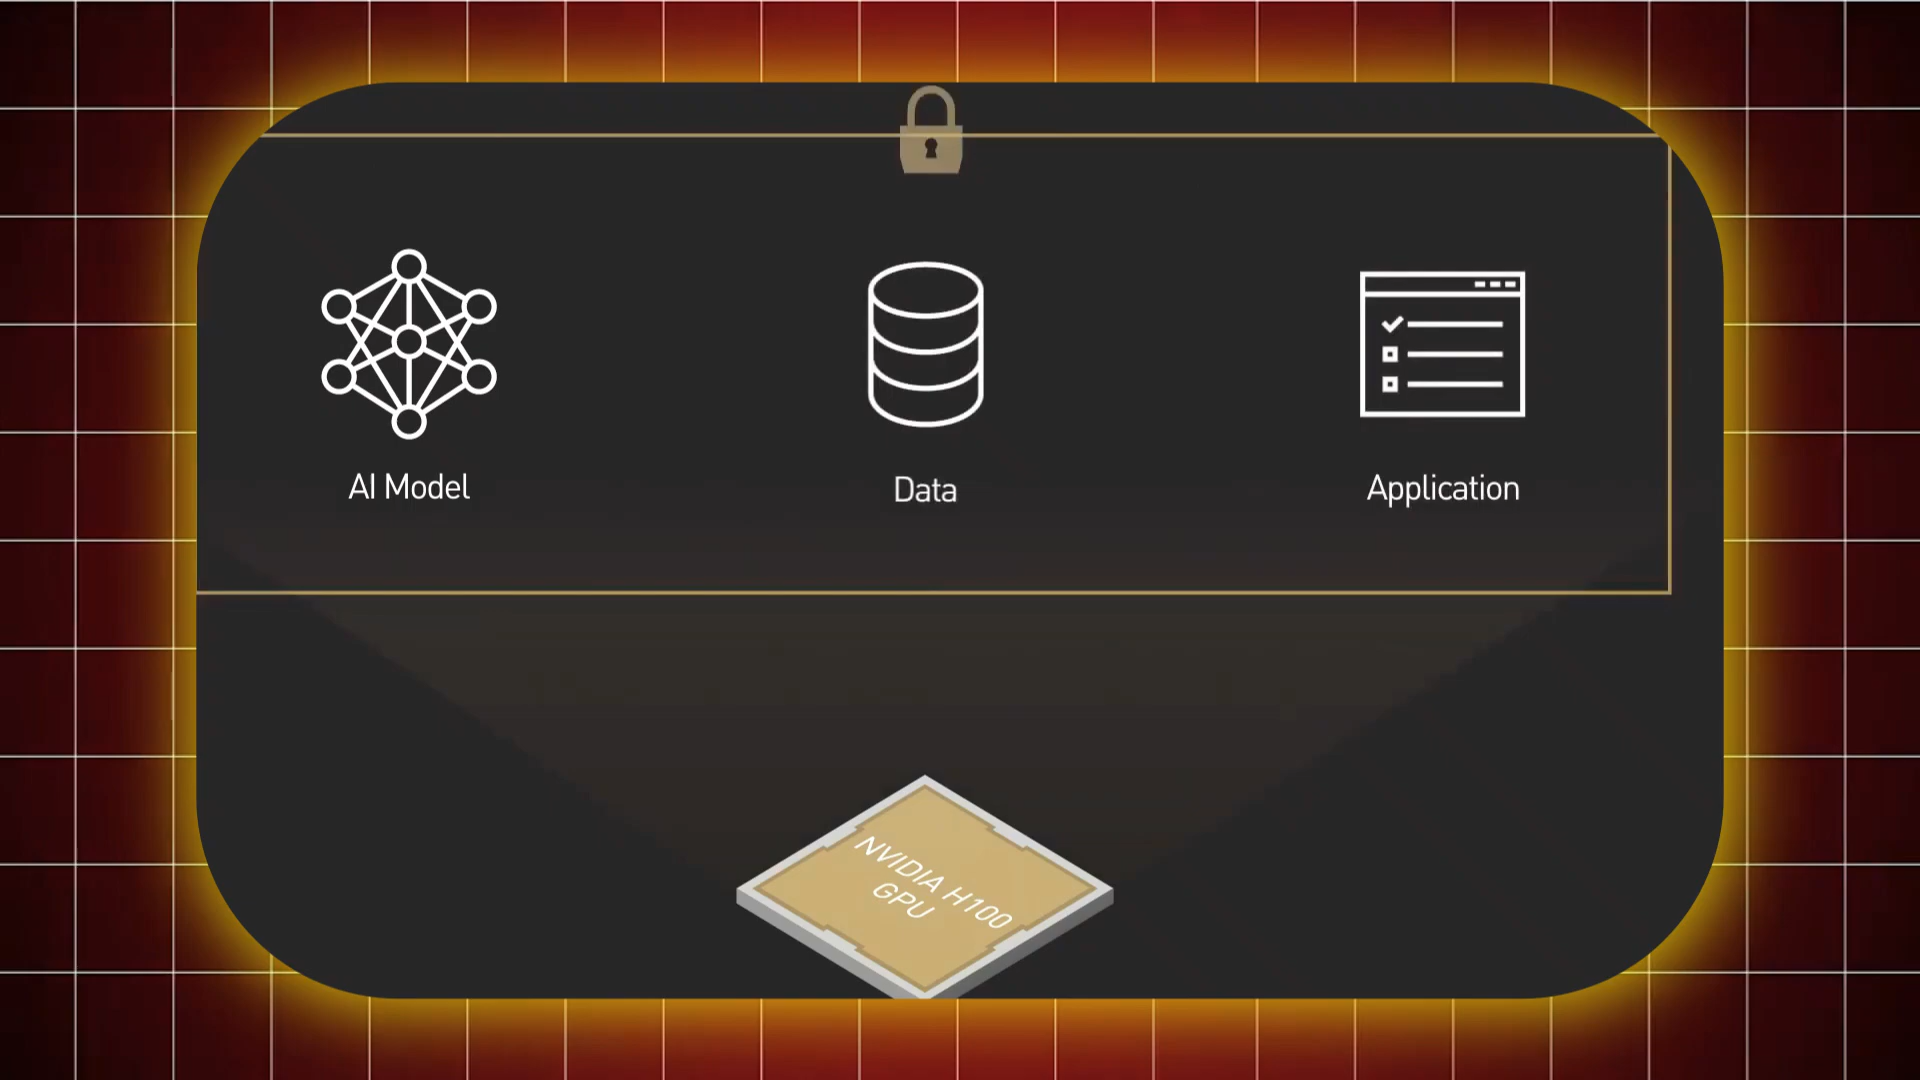 AI Model
Data
Application
NVIDIA H100
GPU